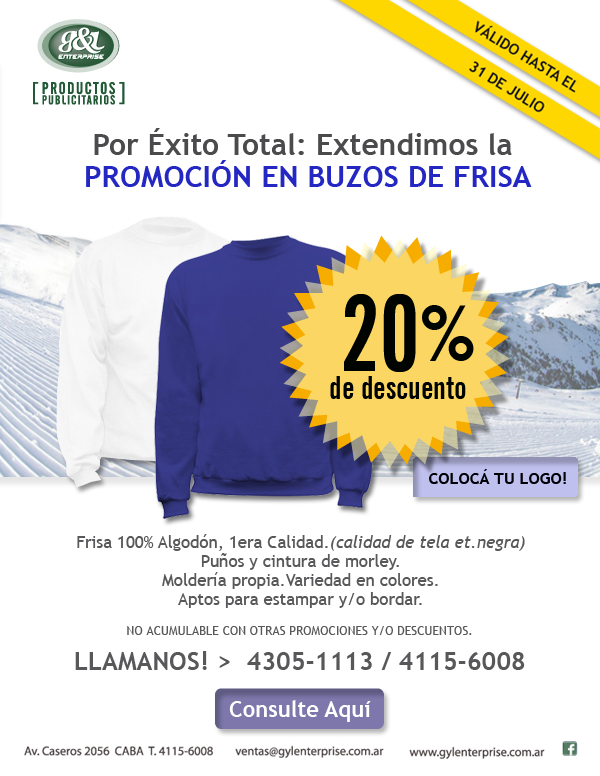 g&l
ENTERPRISE
[PRODUCTOS
PUBLICITARIOS]
VÁLIDO HASTA EL
31 DE JULIO
Por Éxito Total: Extendimos la
PROMOCIÓN EN BUZOS DE FRISA
20%
de descuento
COLOCÁ TU LOGO!
Frisa 100% Algodón, 1era Calidad.(calidad de tela et.negra)
Puños y cintura de morley.
Moldería propia.Variedad en colores.
Aptos para estampar y/o bordar.
NO ACUMULABLE CON OTRAS PROMOCIONES Y/O DESCUENTOS.
LLAMANOS! > 4305-1113 / 4115-6008
Consulte Aquí
Av. Caseros 2056 CABA T. 4115-6008 ventas@gylenterprise.com.ar www.gylenterprise.com.ar f